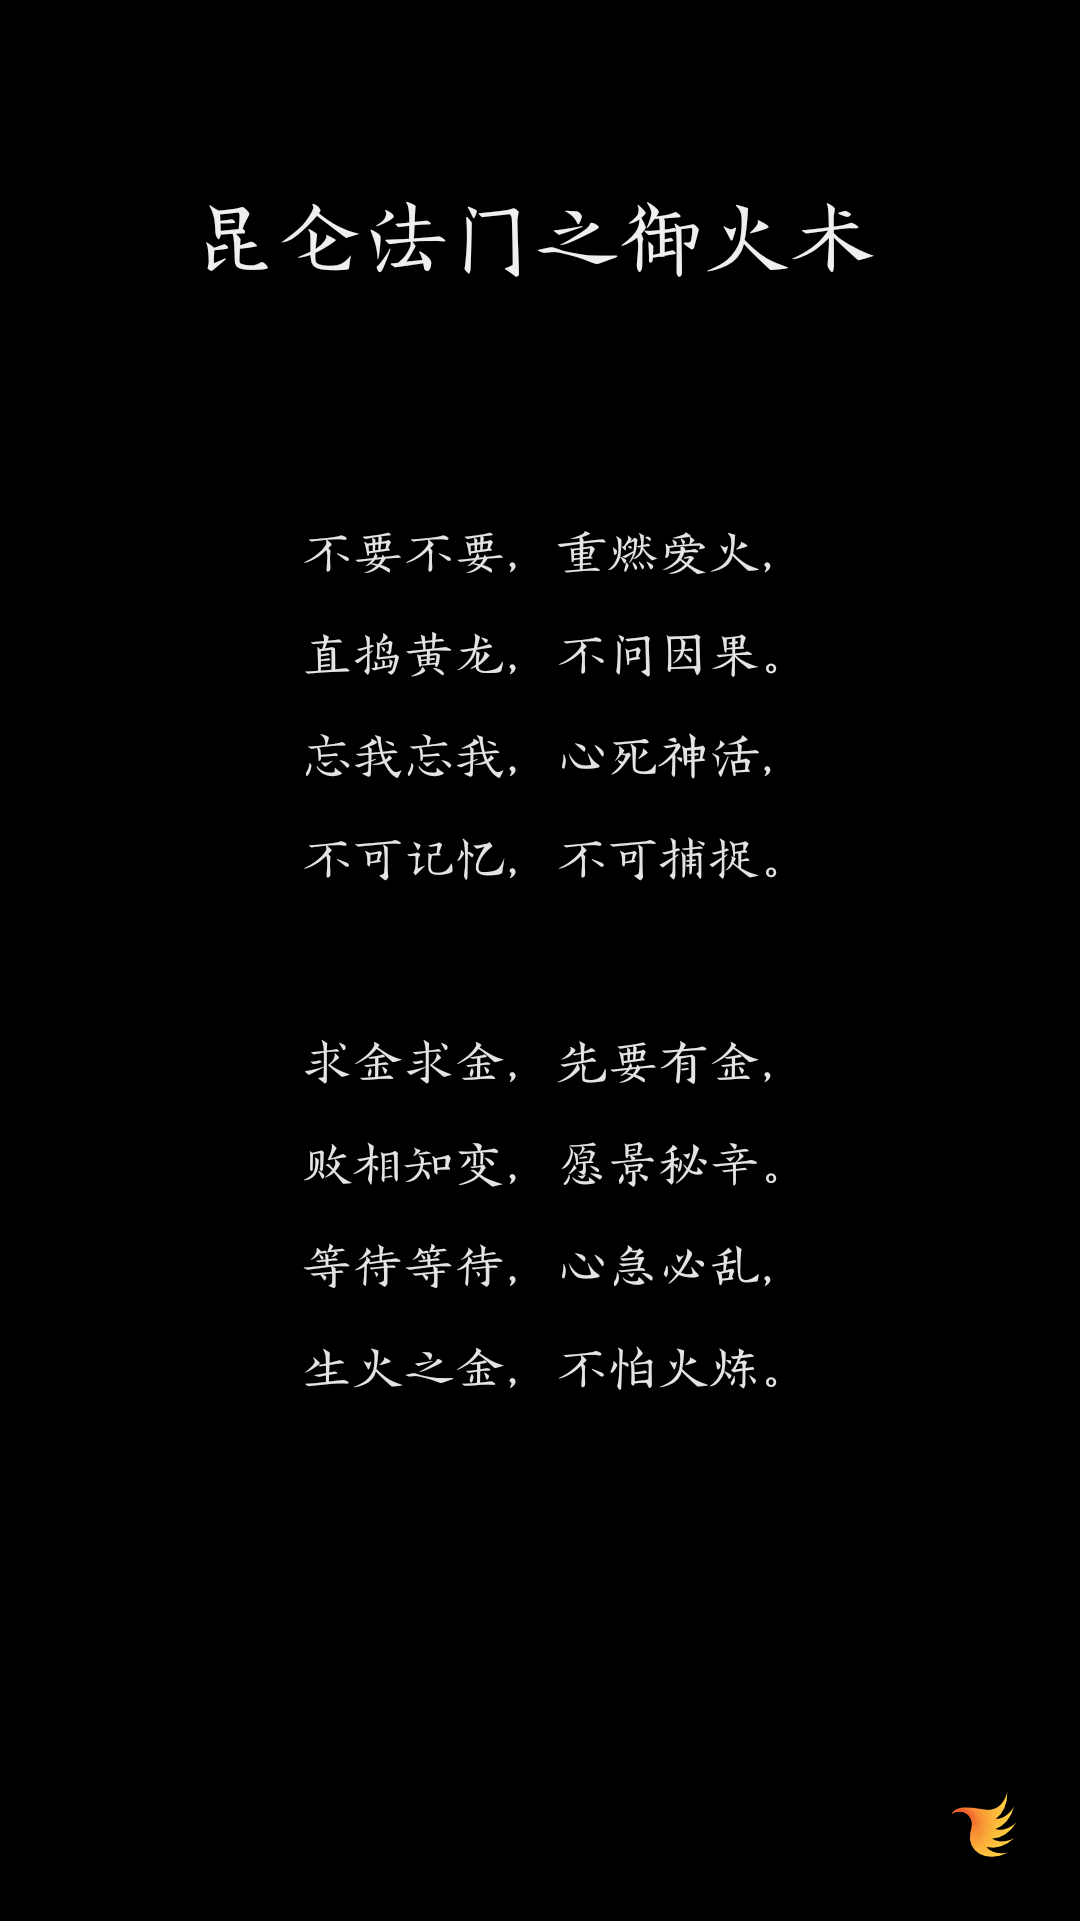 昆仑法门之御火术
不要不要，重燃爱火，
直捣黄龙，不问因果。
忘我忘我，心死神活，
不可记忆，不可捕捉。
求金求金，先要有金，
败相知变，愿景秘辛。
等待等待，心急必乱，
生火之金，不怕火炼。